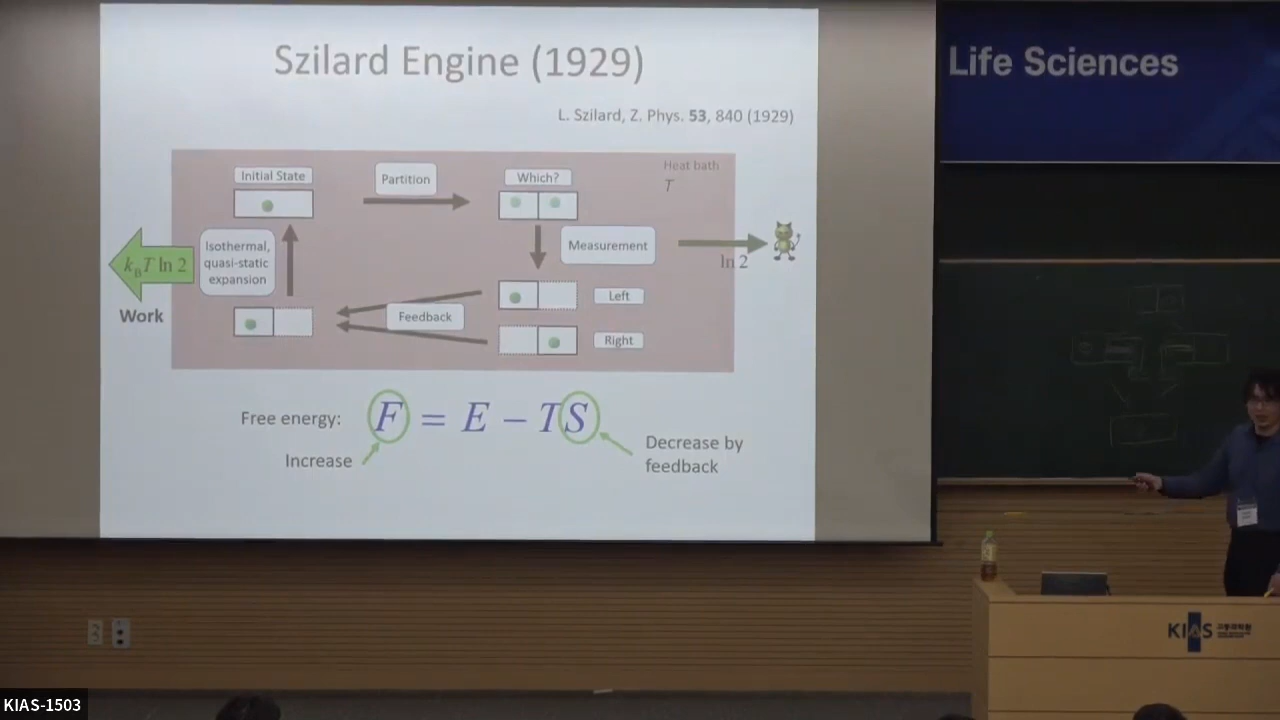 Szilard Engine (1929)
L. Szilard, Z. Phys. 53, 840 (1929)
Life Sciences
Heat bath
T
Initial State
Partition
Which?
Isothermal,
quasi-static
expansion
Measurement
k_B T ln 2
ln 2
Work
Left
Feedback
Right
Free energy: F = E − TS
Increase
Decrease by
feedback
KIAS
KIAS-1503